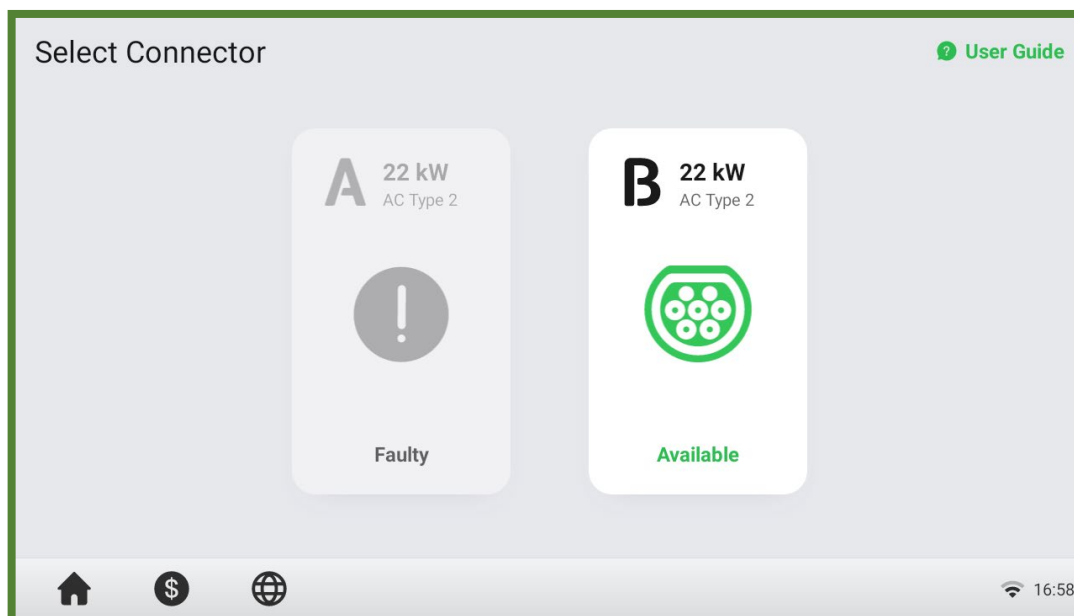 Select Connector
? User Guide
A 22 kW
AC Type 2
!
Faulty
B 22 kW
AC Type 2
Available
$
16:58